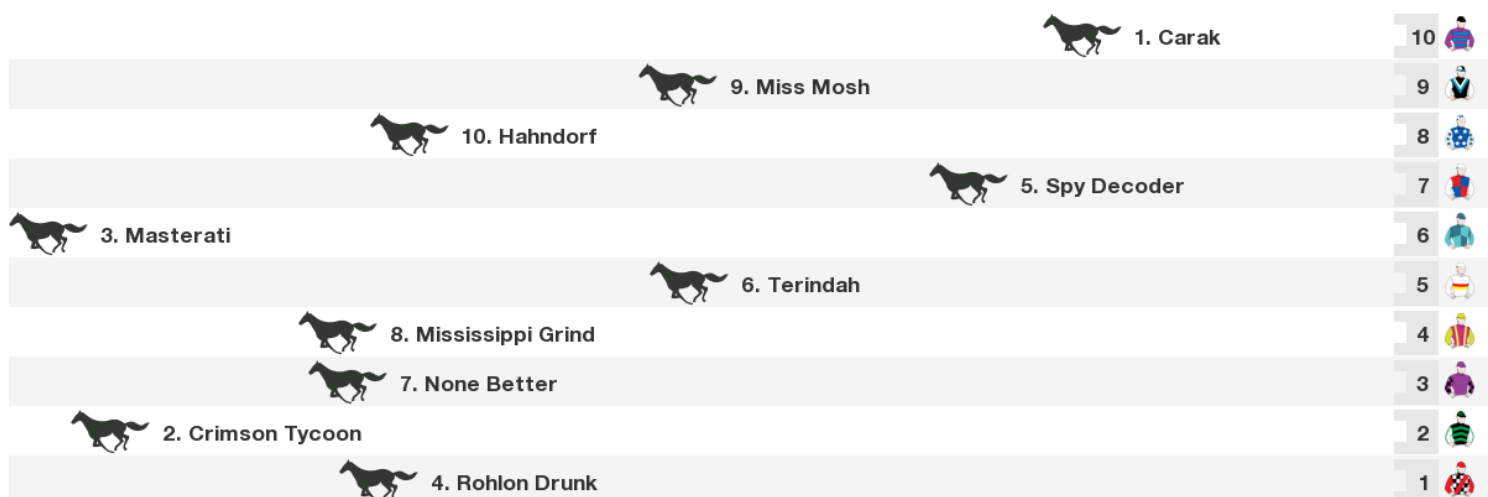 1. Carak 10
9. Miss Mosh 9
10. Hahndorf 8
5. Spy Decoder 7
3. Masterati 6
6. Terindah 5
8. Mississippi Grind 4
7. None Better 3
2. Crimson Tycoon 2
4. Rohlon Drunk 1